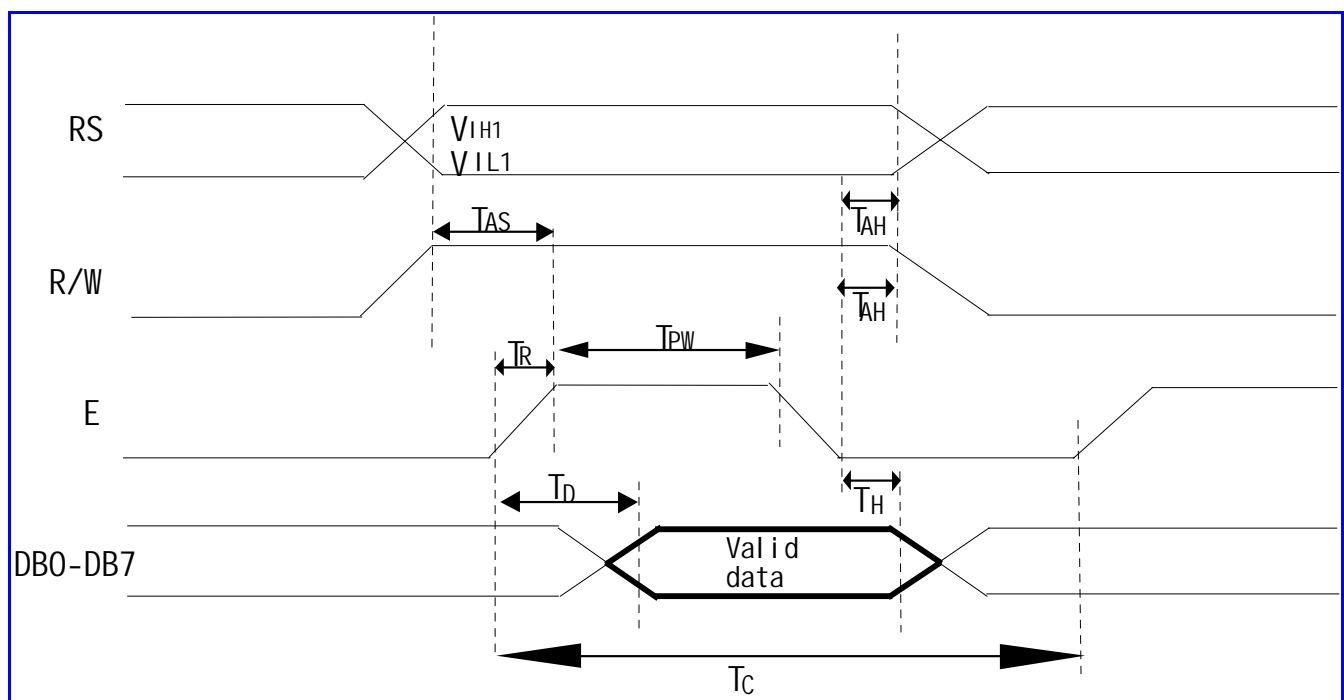 RS
VIH1
VIL1
TAS
TAH
R/W
TAH
TR
TPW
E
TD
TH
DB0-DB7
Valid
data
TC